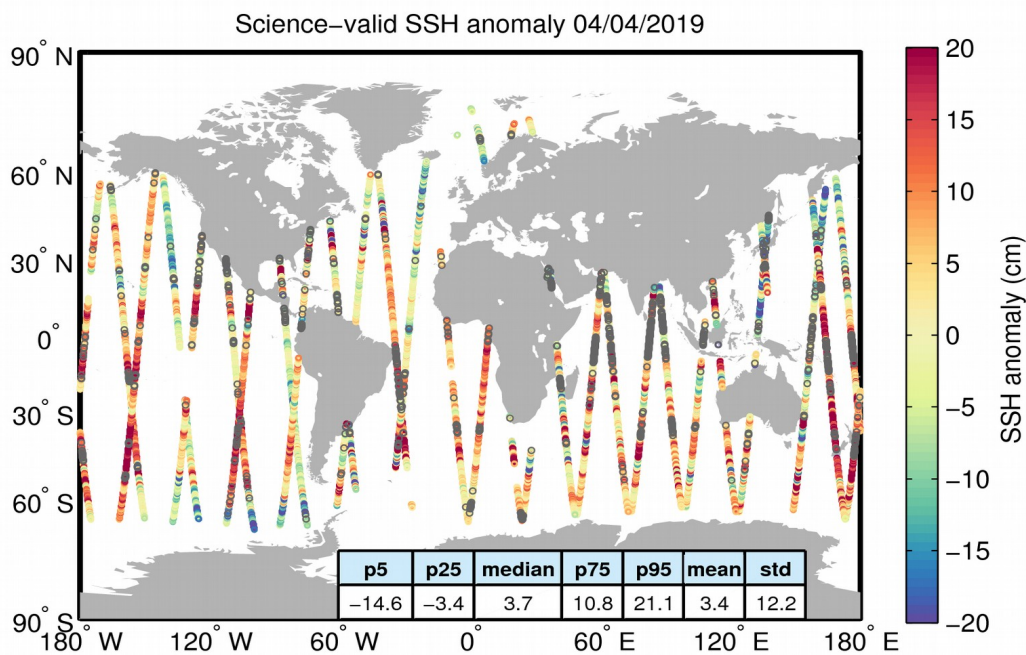 Science−valid SSH anomaly 04/04/2019
90° N
60° N
30° N
0°
30° S
60° S
90° S
180° W
120° W
60° W
0°
60° E
120° E
180° E
p5 p25 median p75 p95 mean std
−14.6 −3.4 3.7 10.8 21.1 3.4 12.2
20
15
10
5
0
−5
−10
−15
−20
SSH anomaly (cm)